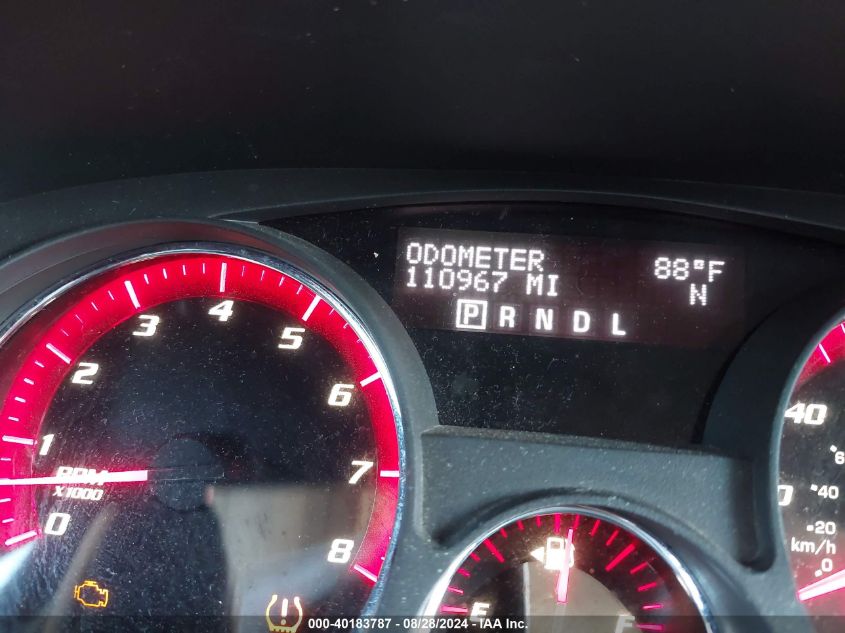 ODOMETER 88°F
110967 MI N
P R N D L
0 1 2 3 4 5 6 7 8
RPM
X1000
40
40
20
km/h
0
E F
000-40183787 - 08/28/2024 - IAA Inc.